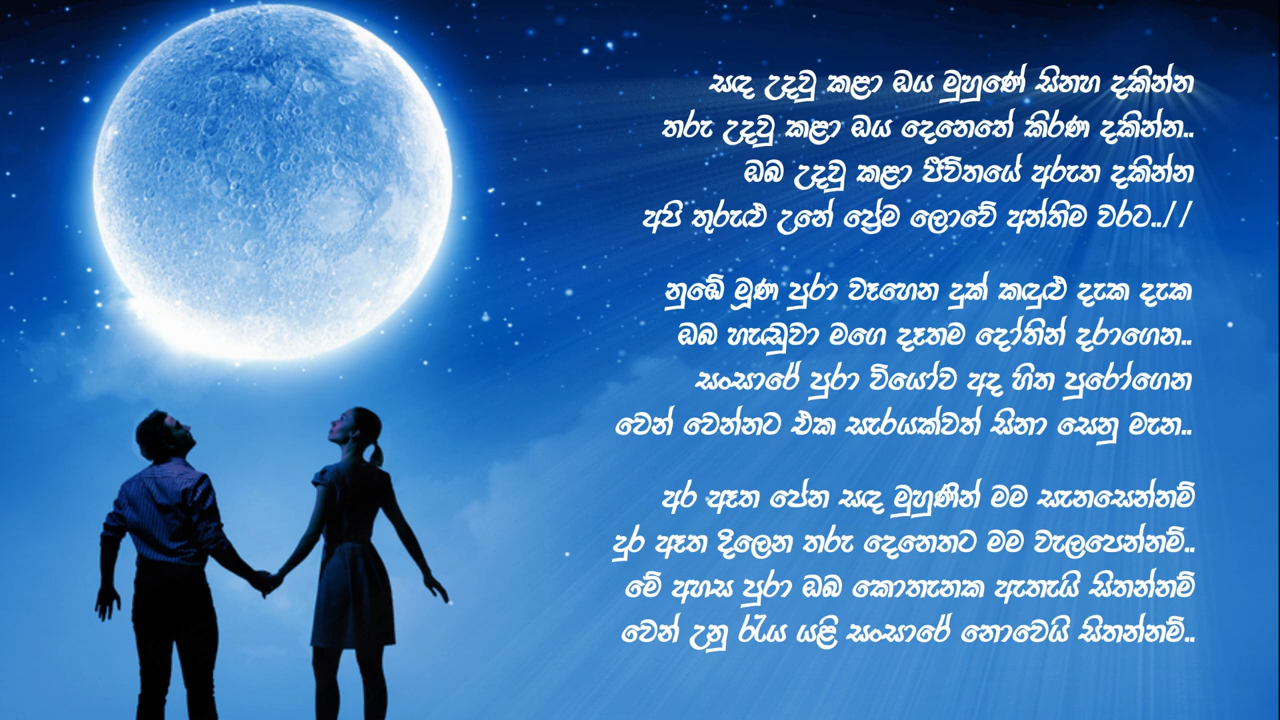 සඳ උදවු කළා ඔය මුහුණේ සිනහ දකින්න
තරු උදවු කළා ඔය දෙනෙතේ කිරණ දකින්න..
ඔබ උදවු කළා ජීවිතයේ අරුත දකින්න
අපි තුරුළු උනේ ප්‍රේම ලොවේ අන්තිම වරට..//
නුඹේ මූණ පුරා වෑහෙන දුක් කඳුළු දැක දැක
ඔබ හැඬුවා මගෙ දෑතම දෝතින් දරාගෙන..
සංසාරේ පුරා වියෝව අද හිත පුරෝගෙන
වෙන් වෙන්නට එක සැරයක්වත් සිනා සෙනු මැන..
අර ඈත පේන සඳ මුහුණින් මම සැනසෙන්නම්
දුර ඈත දිලෙන තරු දෙනෙතට මම වැලපෙන්නම්..
මේ අහස පුරා ඔබ කොතැනක ඇතැයි සිතන්නම්
වෙන් උනු රැය යළි සංසාරේ නොවෙයි සිතන්නම්..